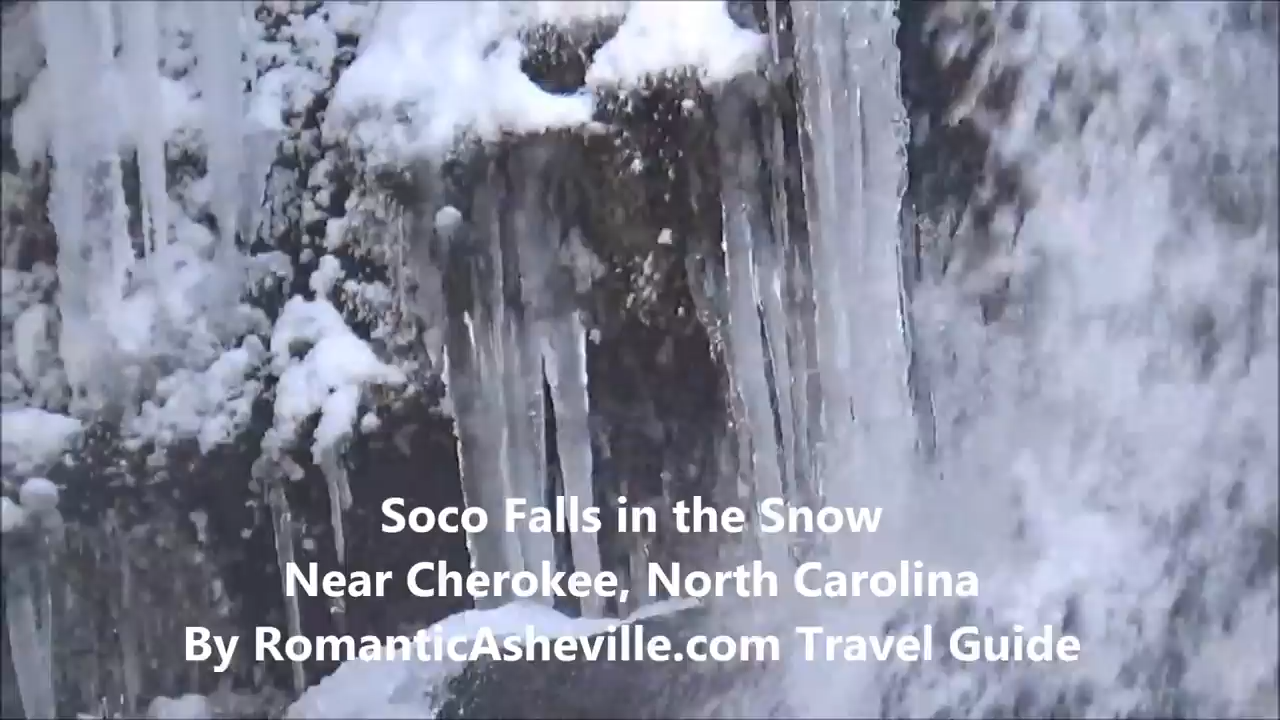 Soco Falls in the Snow
Near Cherokee, North Carolina
By RomanticAsheville.com Travel Guide